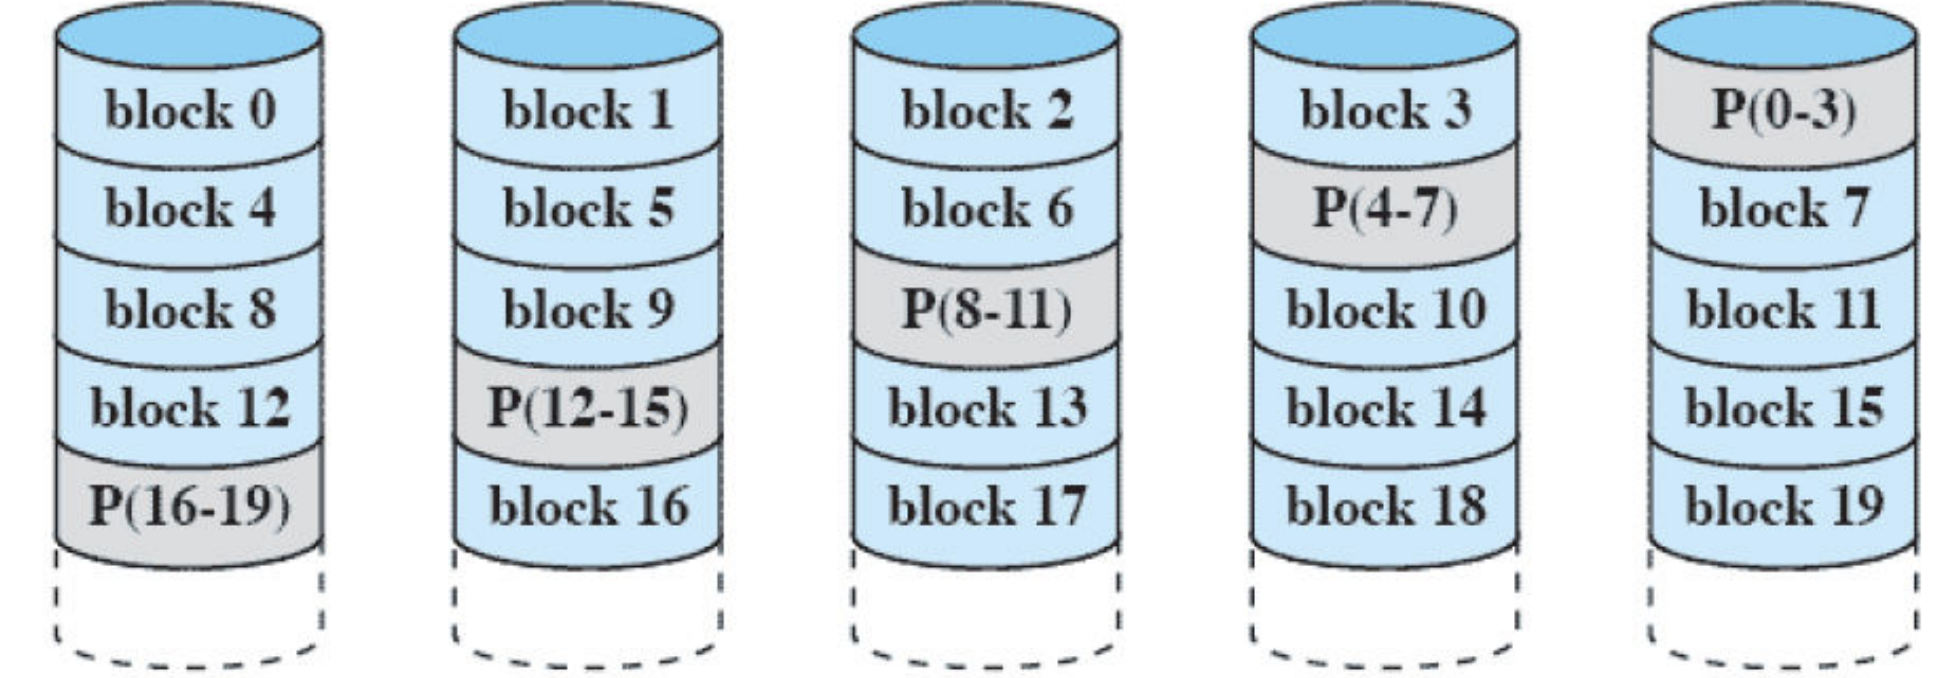 block 0 block 1 block 2 block 3 P(0-3)
block 4 block 5 block 6 P(4-7) block 7
block 8 block 9 P(8-11) block 10 block 11
block 12 P(12-15) block 13 block 14 block 15
P(16-19) block 16 block 17 block 18 block 19